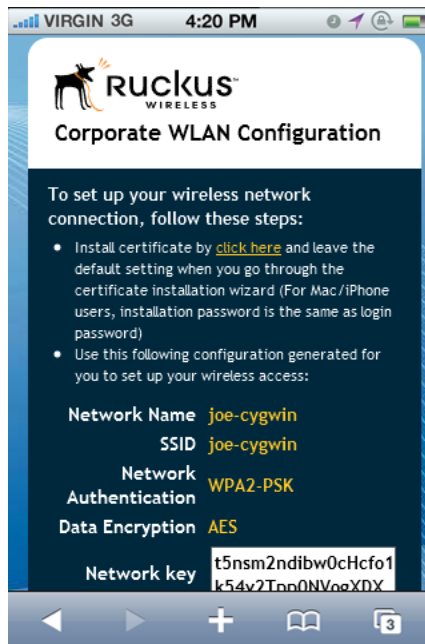 VIRGIN 3G 4:20 PM
RUCKUS™
WIRELESS
Corporate WLAN Configuration
To set up your wireless network
connection, follow these steps:
• Install certificate by click here and leave the
default setting when you go through the
certificate installation wizard (For Mac/iPhone
users, installation password is the same as login
password)
• Use this following configuration generated for
you to set up your wireless access:
Network Name joe-cygwin
SSID joe-cygwin
Network
Authentication WPA2-PSK
Data Encryption AES
Network key t5nsm2ndibw0cHcfo1
3